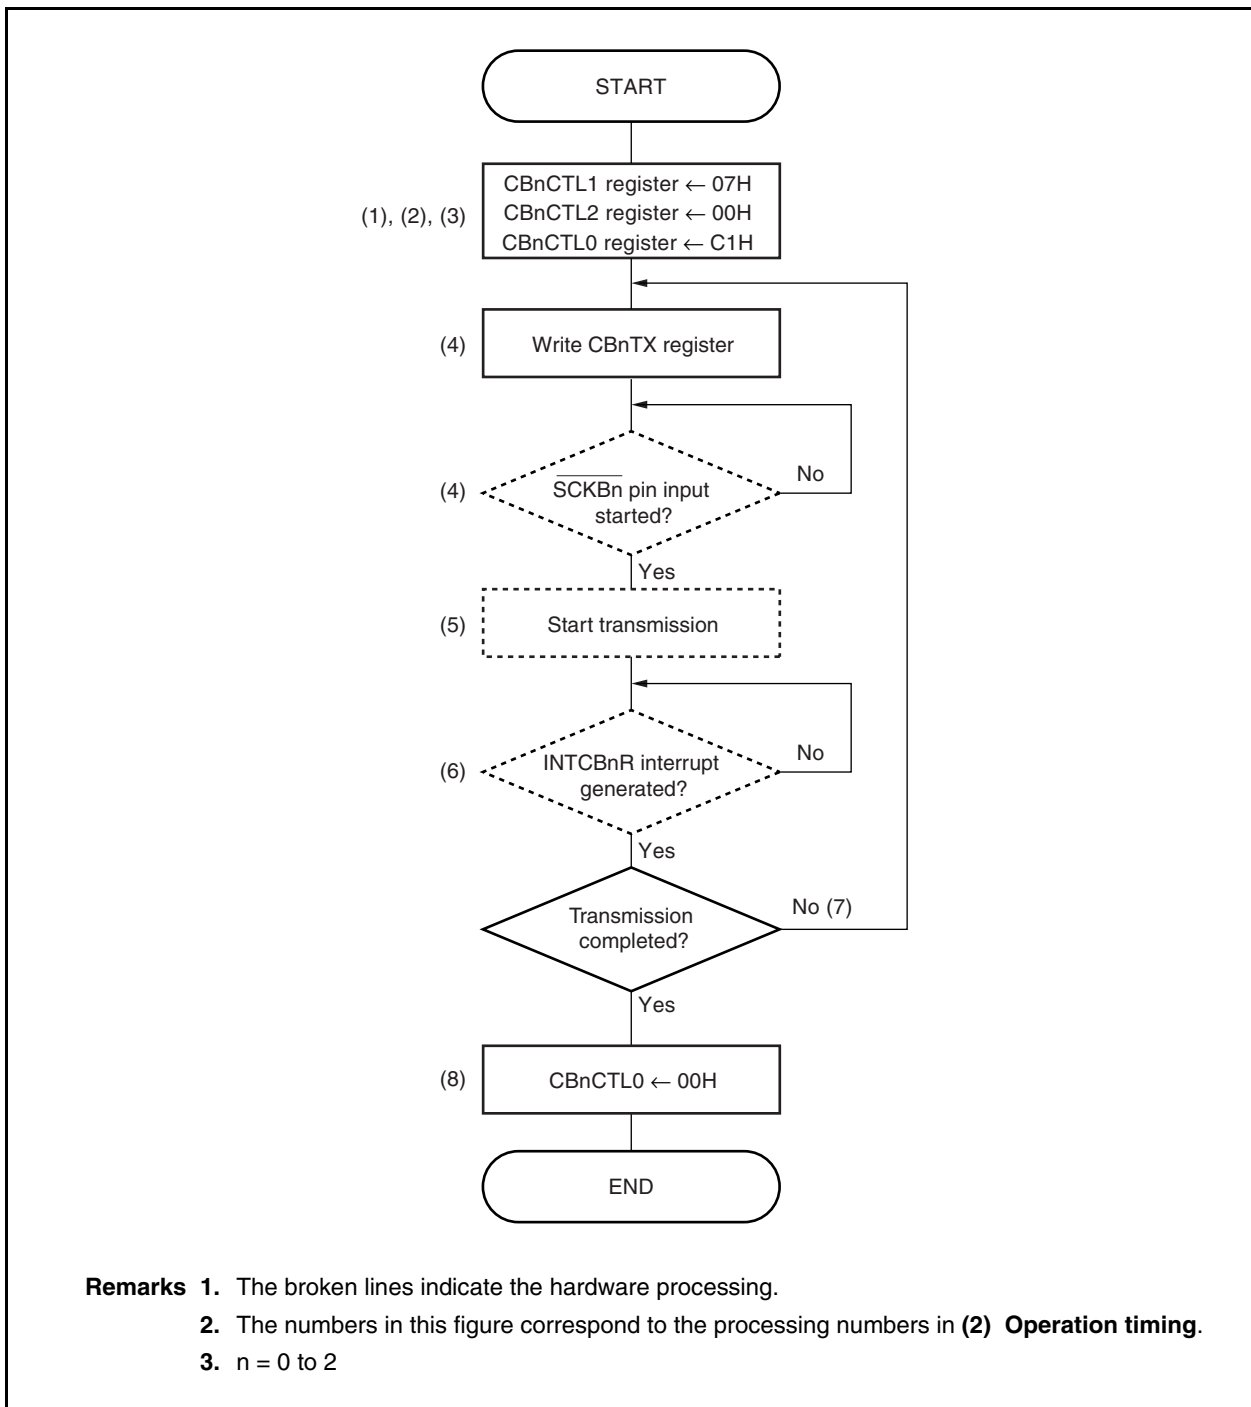 START
(1), (2), (3)
CBnCTL1 register ← 07H
CBnCTL2 register ← 00H
CBnCTL0 register ← C1H
(4)
Write CBnTX register
(4)
SCKBn pin input
started?
No
Yes
(5)
Start transmission
(6)
INTCBnR interrupt
generated?
No
Yes
Transmission
completed?
No (7)
Yes
(8)
CBnCTL0 ← 00H
END
Remarks 1. The broken lines indicate the hardware processing.
2. The numbers in this figure correspond to the processing numbers in (2) Operation timing.
3. n = 0 to 2